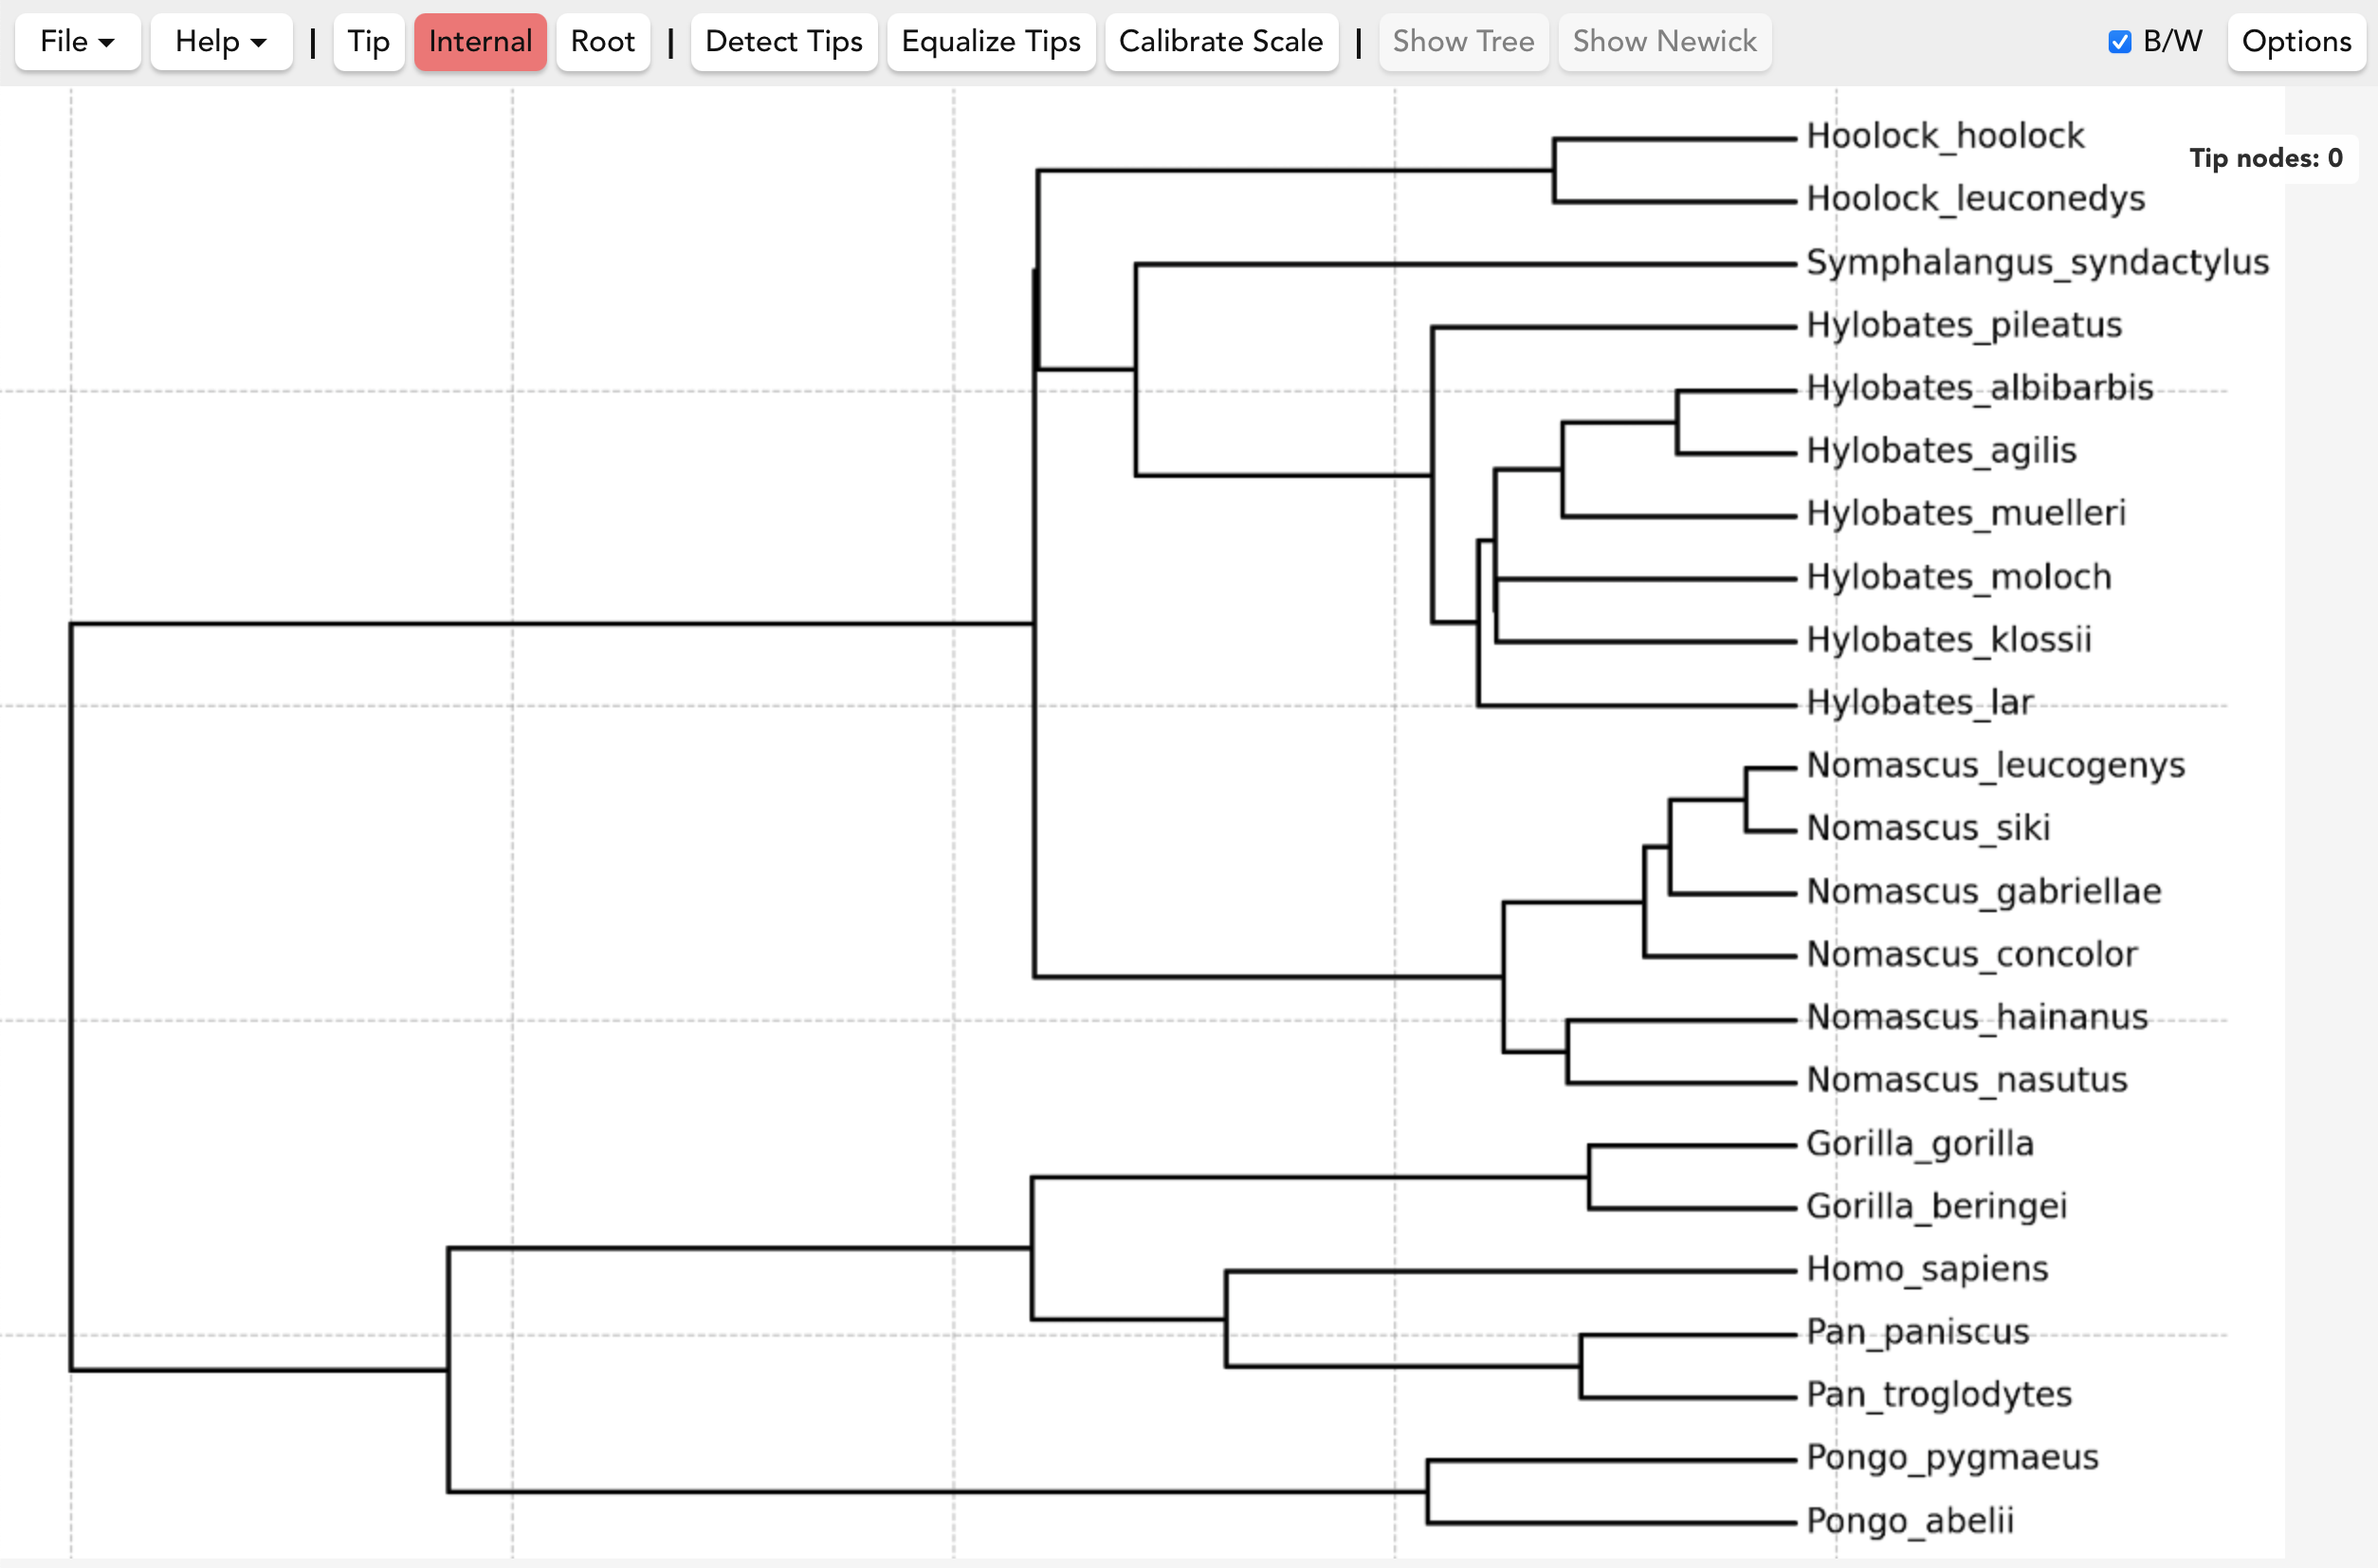 File Help | Tip Internal Root | Detect Tips Equalize Tips Calibrate Scale | Show Tree Show Newick B/W Options
Hoolock_hoolock
Tip nodes: 0
Hoolock_leuconedys
Symphalangus_syndactylus
Hylobates_pileatus
Hylobates_albibarbis
Hylobates_agilis
Hylobates_muelleri
Hylobates_moloch
Hylobates_klossii
Hylobates_lar
Nomascus_leucogenys
Nomascus_siki
Nomascus_gabriellae
Nomascus_concolor
Nomascus_hainanus
Nomascus_nasutus
Gorilla_gorilla
Gorilla_beringei
Homo_sapiens
Pan_paniscus
Pan_troglodytes
Pongo_pygmaeus
Pongo_abelii